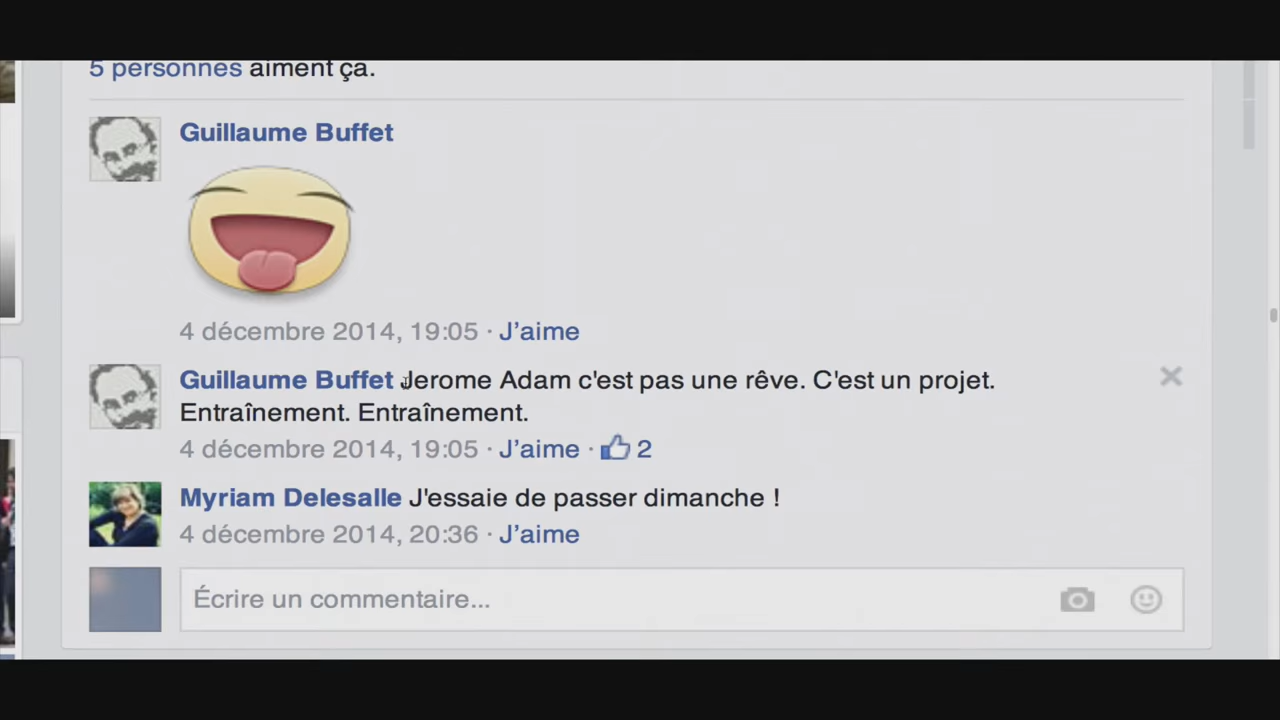 5 personnes aiment ça.
Guillaume Buffet
4 décembre 2014, 19:05 · J’aime
Guillaume Buffet Jerome Adam c'est pas une rêve. C'est un projet.
Entraînement. Entraînement.
4 décembre 2014, 19:05 · J’aime · 2
Myriam Delesalle J'essaie de passer dimanche !
4 décembre 2014, 20:36 · J’aime
Écrire un commentaire...